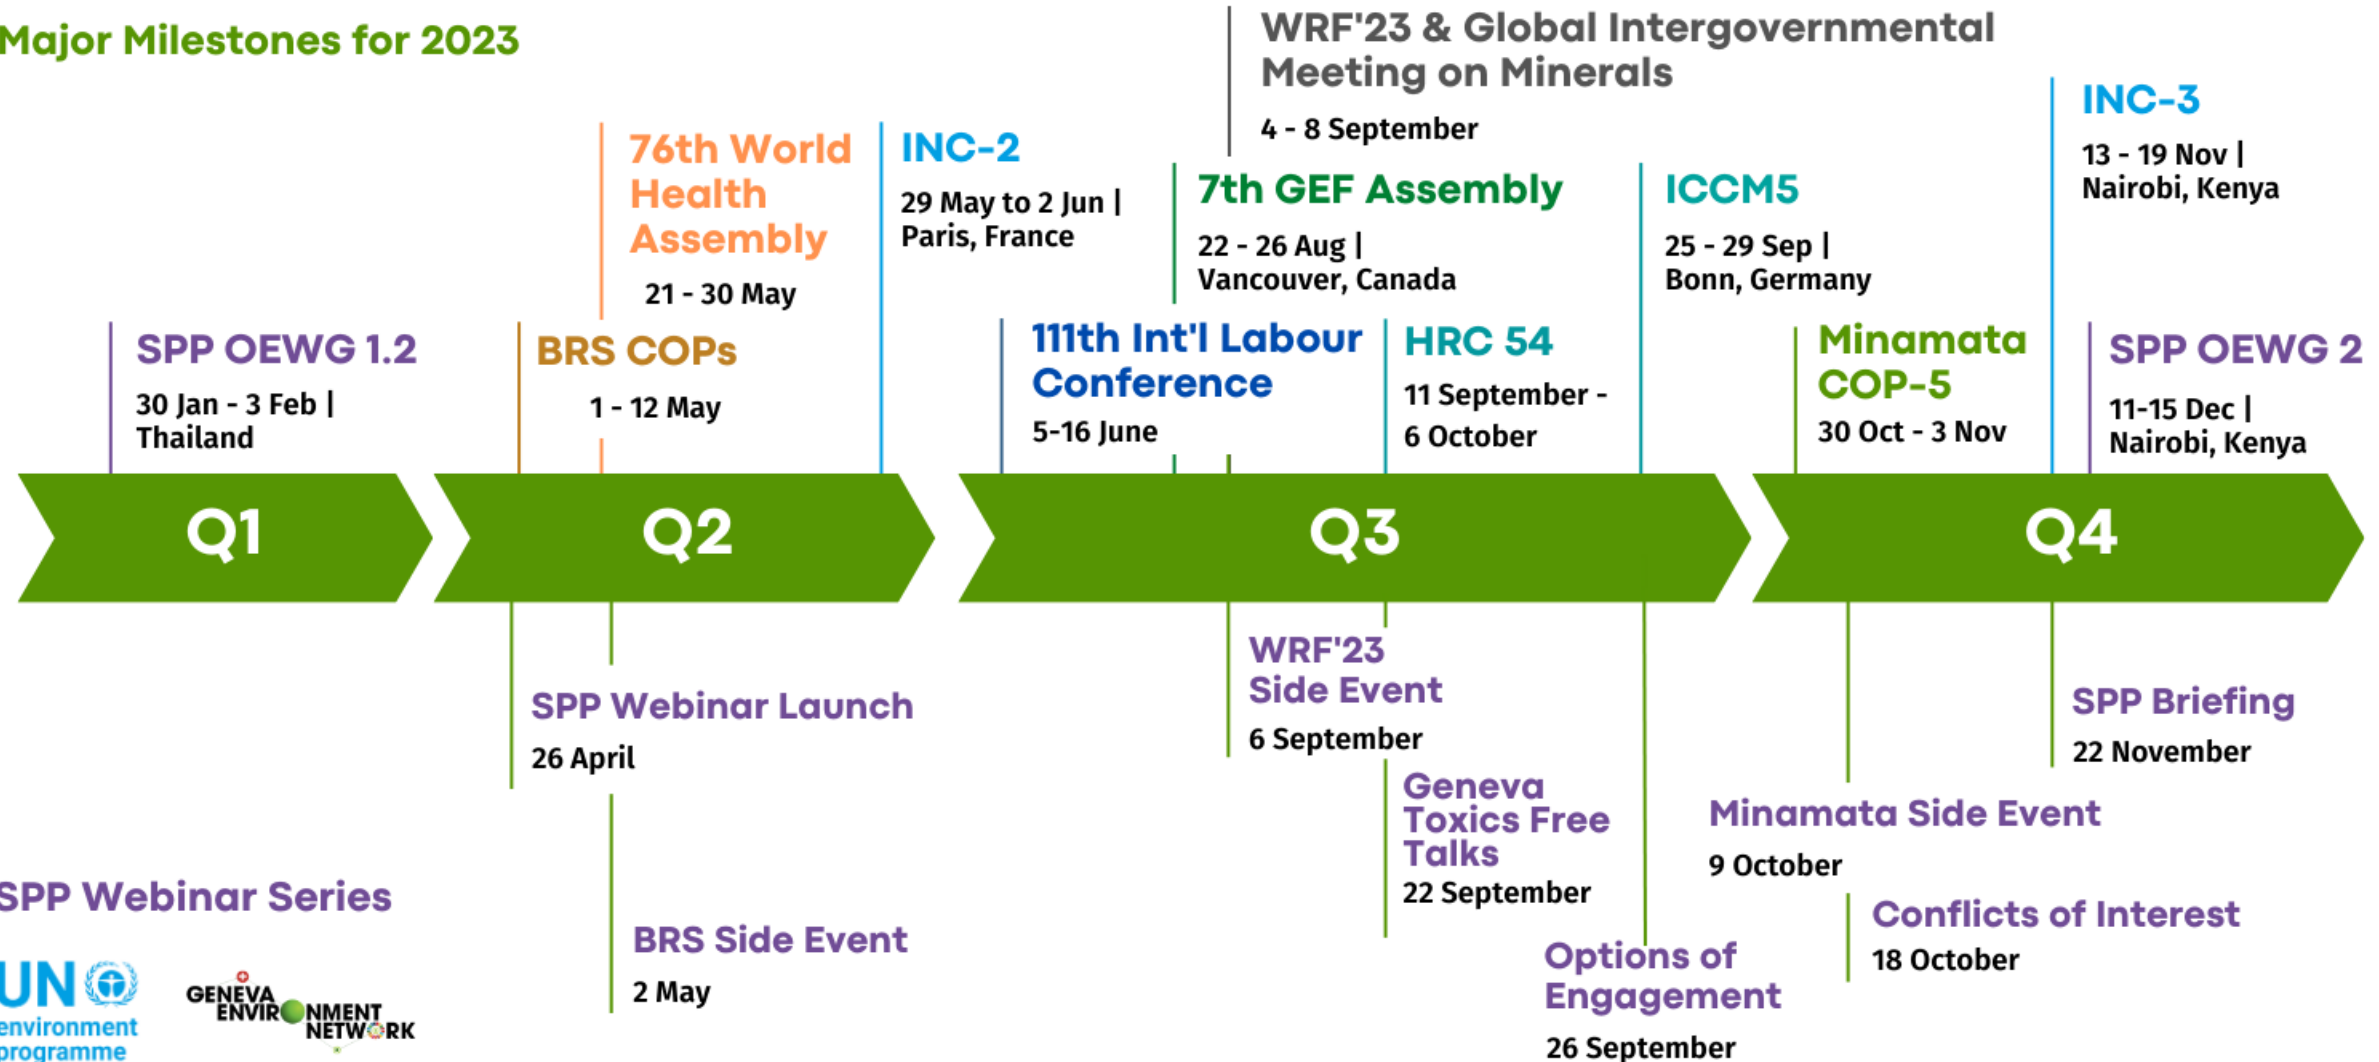 Major Milestones for 2023
WRF'23 & Global Intergovernmental
Meeting on Minerals
4 - 8 September
INC-3
13 - 19 Nov |
Nairobi, Kenya
76th World
Health
Assembly
21 - 30 May
INC-2
29 May to 2 Jun |
Paris, France
7th GEF Assembly
22 - 26 Aug |
Vancouver, Canada
ICCM5
25 - 29 Sep |
Bonn, Germany
SPP OEWG 1.2
30 Jan - 3 Feb |
Thailand
BRS COPs
1 - 12 May
111th Int'l Labour
Conference
5-16 June
HRC 54
11 September -
6 October
Minamata
COP-5
30 Oct - 3 Nov
SPP OEWG 2
11-15 Dec |
Nairobi, Kenya
Q1
Q2
Q3
Q4
SPP Webinar Launch
26 April
BRS Side Event
2 May
WRF'23
Side Event
6 September
Geneva
Toxics Free
Talks
22 September
Options of
Engagement
26 September
Minamata Side Event
9 October
Conflicts of Interest
18 October
SPP Briefing
22 November
SPP Webinar Series
UN
environment
programme
GENEVA
ENVIRONMENT
NETWORK